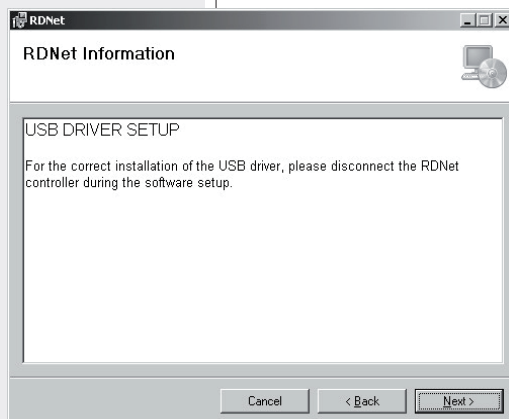 RDNet
RDNet Information
USB DRIVER SETUP
For the correct installation of the USB driver, please disconnect the RDNet
controller during the software setup.
Cancel
< Back
Next >